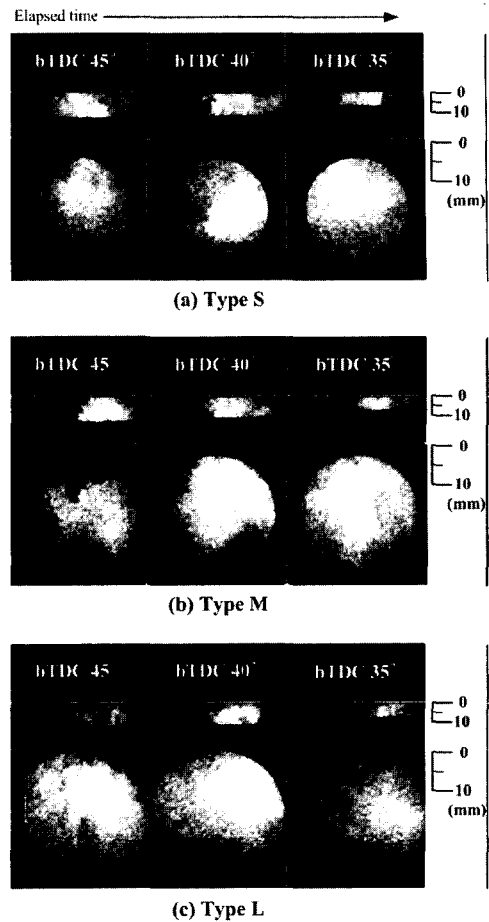 Elapsed time
bTDC 45° bTDC 40° bTDC 35°
0
10
0
10
(mm)
(a) Type S
bTDC 45 bTDC 40° bTDC 35°
0
10
0
10
(mm)
(b) Type M
bTDC 45 bTDC 40° bTDC 35°
0
10
0
10
(mm)
(c) Type L